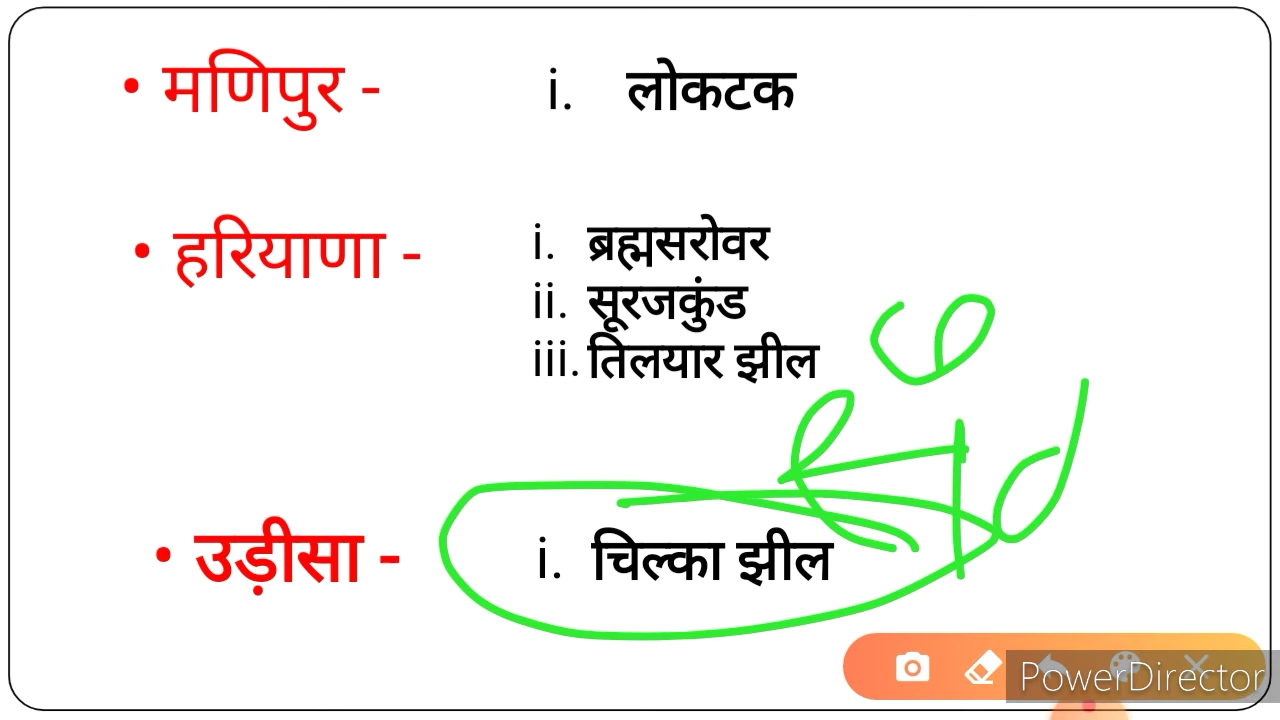 • मणिपुर - i. लोकटक
• हरियाणा - i. ब्रह्मसरोवर
ii. सूरजकुंड
iii. तिलयार झील
• उड़ीसा - i. चिल्का झील
PowerDirector